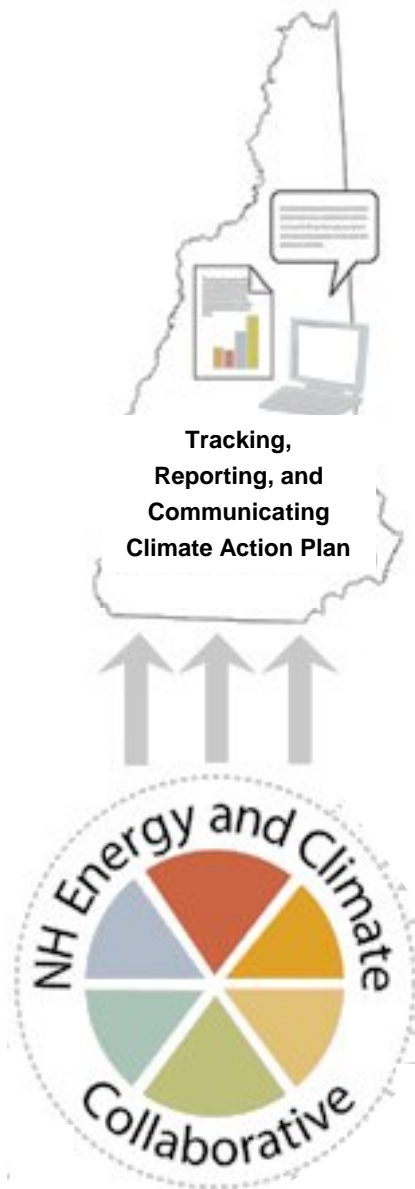 Tracking,
Reporting, and
Communicating
Climate Action Plan
NH Energy and Climate
Collaborative